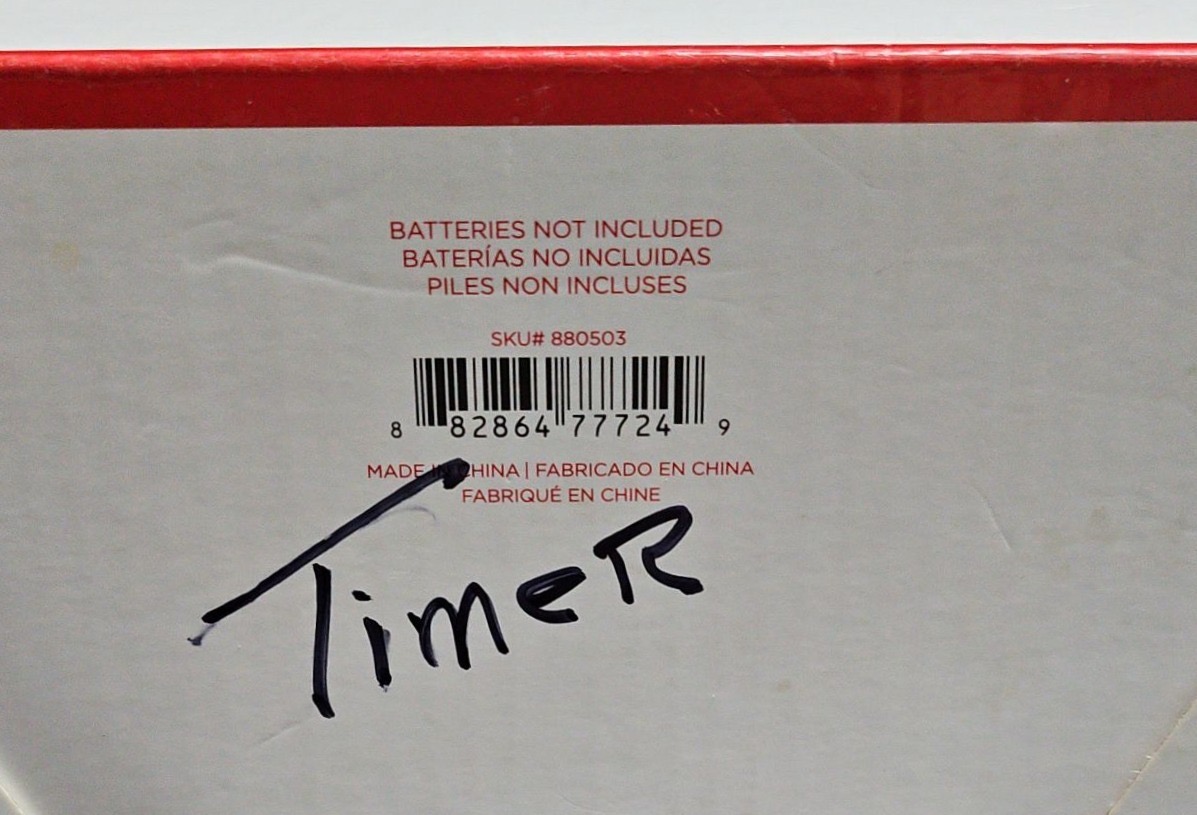 BATTERIES NOT INCLUDED
BATERÍAS NO INCLUIDAS
PILES NON INCLUSES
SKU# 880503
8 82864 77724 9
MADE IN CHINA | FABRICADO EN CHINA
FABRIQUÉ EN CHINE
TimeR